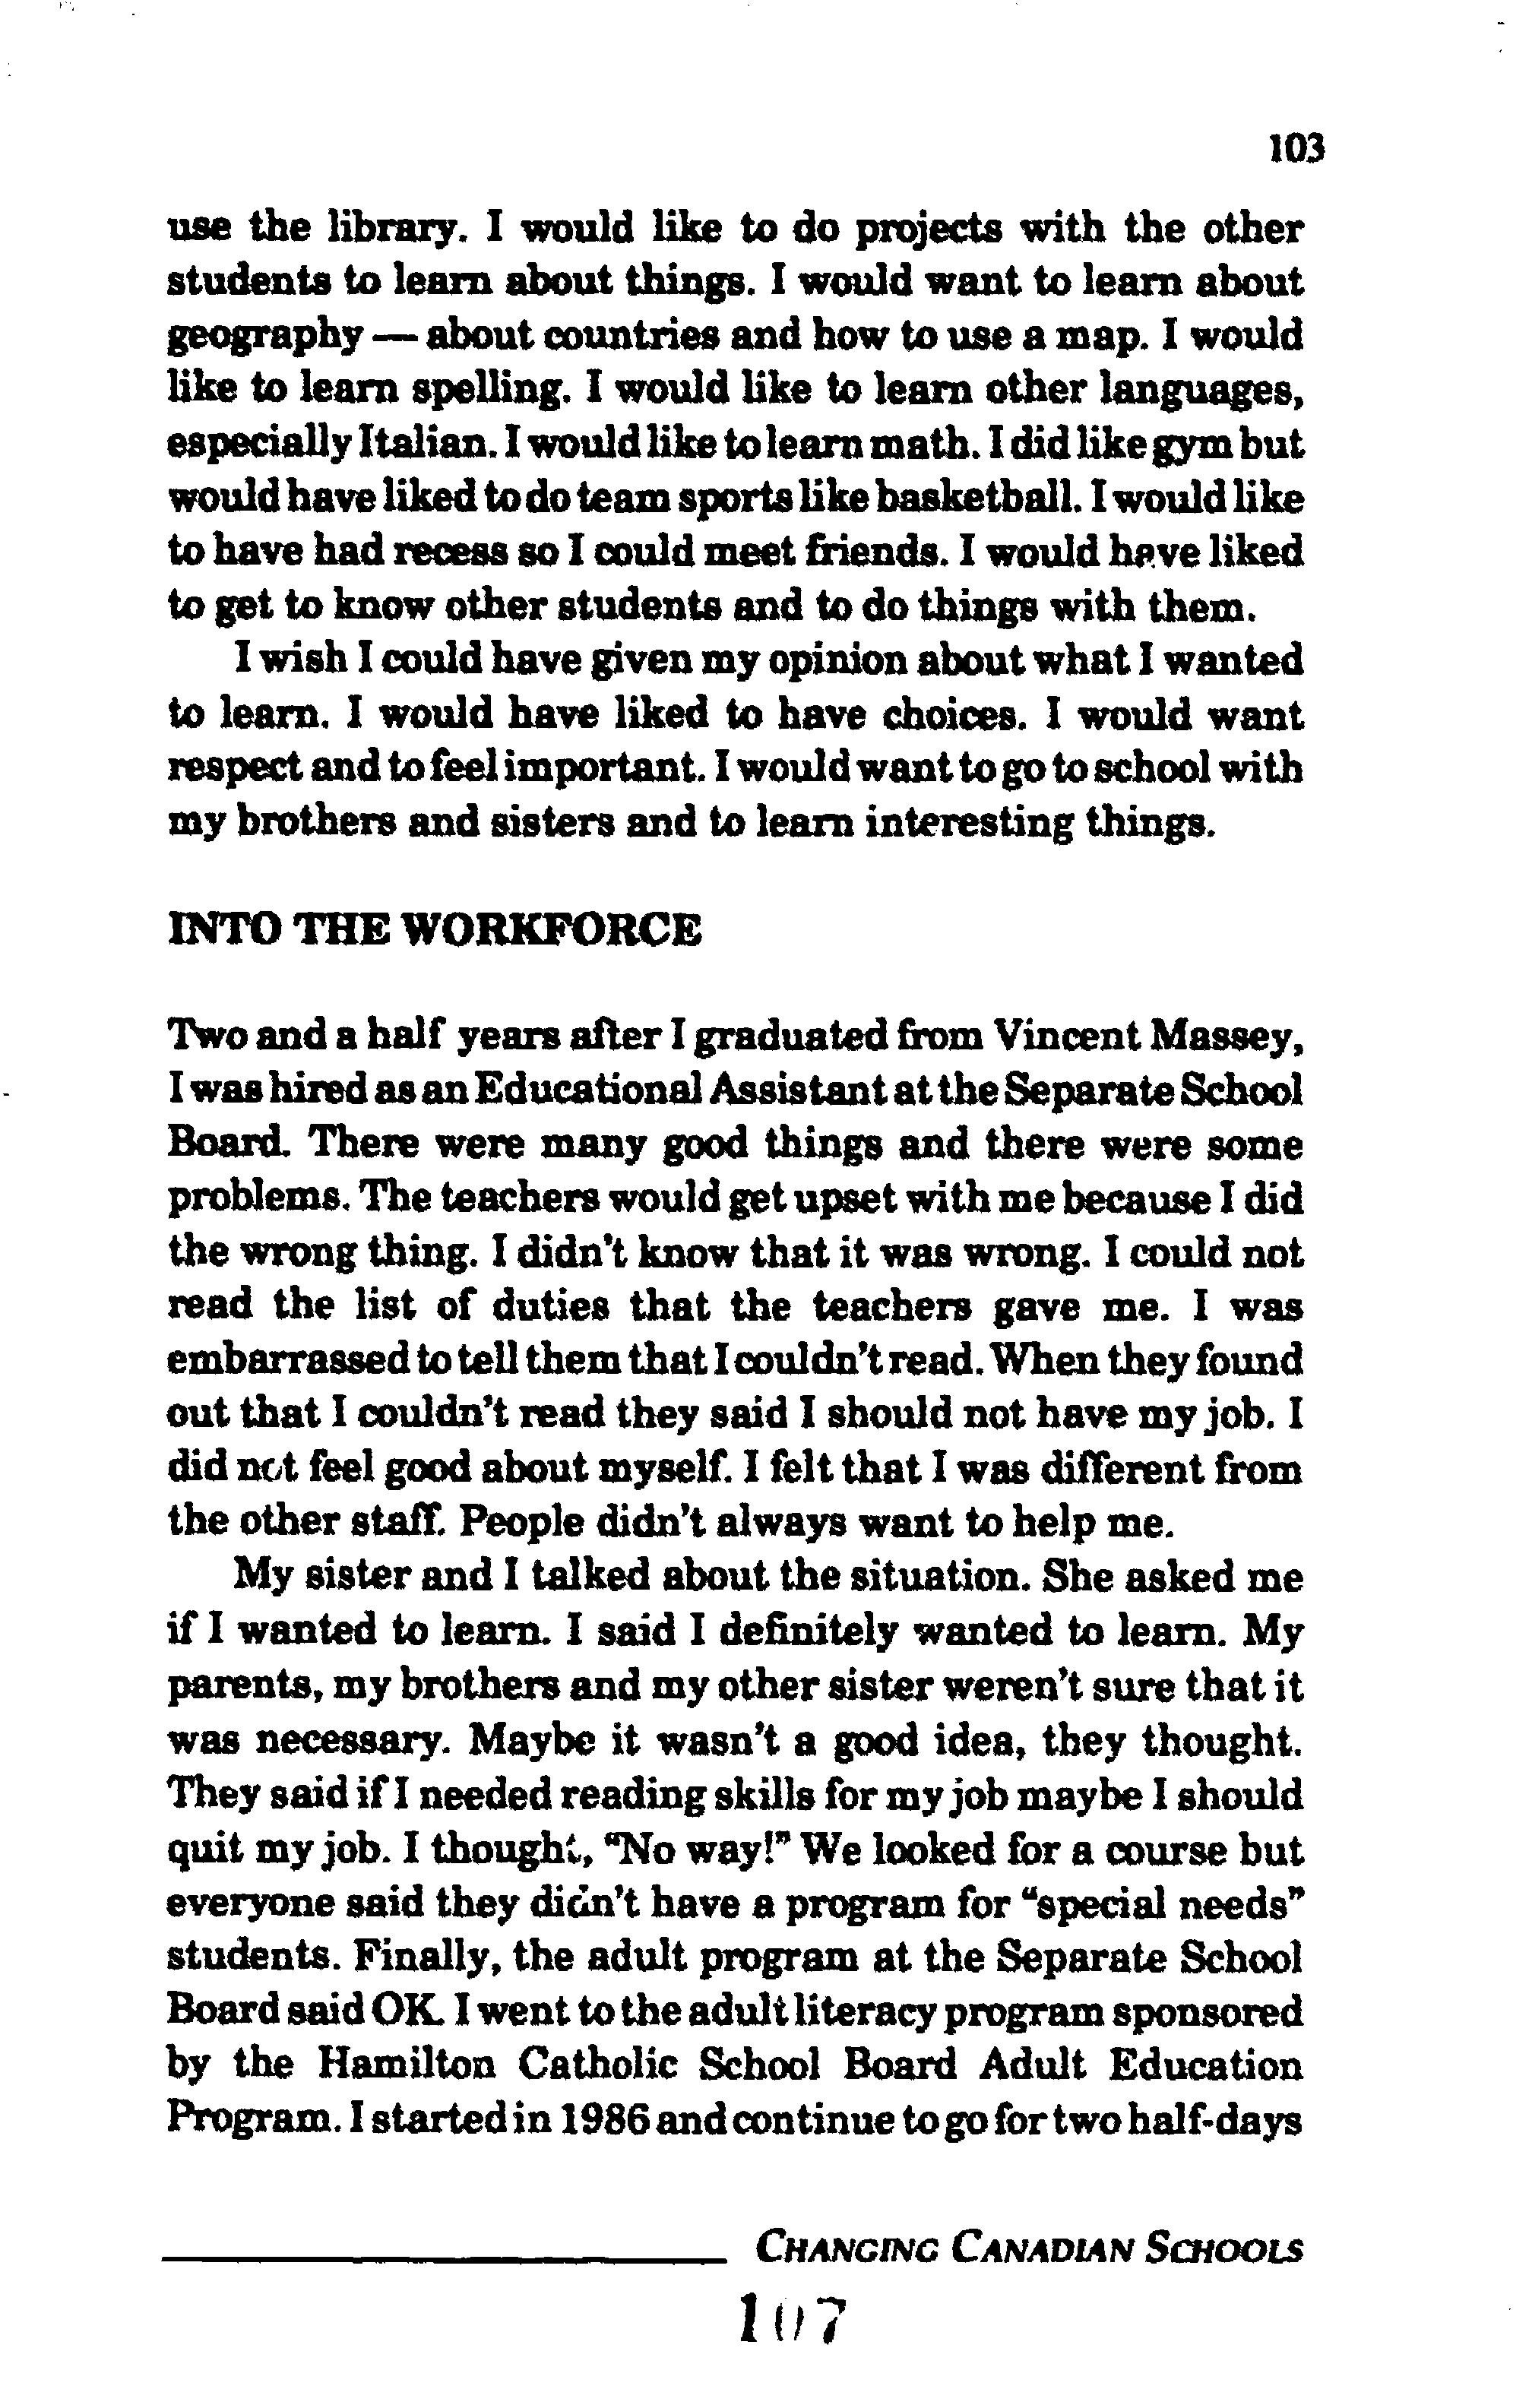 103
use the library. I would like to do projects with the other
students to learn about things. I would want to learn about
geography — about countries and how to use a map. I would
like to learn spelling. I would like to learn other languages,
especially Italian. I would like to learn math. I did like gym but
would have liked to do team sports like basketball. I would like
to have had recess so I could meet friends. I would have liked
to get to know other students and to do things with them.
I wish I could have given my opinion about what I wanted
to learn. I would have liked to have choices. I would want
respect and to feel important. I would want to go to school with
my brothers and sisters and to learn interesting things.
INTO THE WORKFORCE
Two and a half years after I graduated from Vincent Massey,
I was hired as an Educational Assistant at the Separate School
Board. There were many good things and there were some
problems. The teachers would get upset with me because I did
the wrong thing. I didn't know that it was wrong. I could not
read the list of duties that the teachers gave me. I was
embarrassed to tell them that I couldn't read. When they found
out that I couldn't read they said I should not have my job. I
did not feel good about myself. I felt that I was different from
the other staff. People didn't always want to help me.
My sister and I talked about the situation. She asked me
if I wanted to learn. I said I definitely wanted to learn. My
parents, my brothers and my other sister weren't sure that it
was necessary. Maybe it wasn't a good idea, they thought.
They said if I needed reading skills for my job maybe I should
quit my job. I thought, "No way!" We looked for a course but
everyone said they didn't have a program for "special needs"
students. Finally, the adult program at the Separate School
Board said OK. I went to the adult literacy program sponsored
by the Hamilton Catholic School Board Adult Education
Program. I started in 1986 and continue to go for two half-days
CHANGING CANADIAN SCHOOLS
107